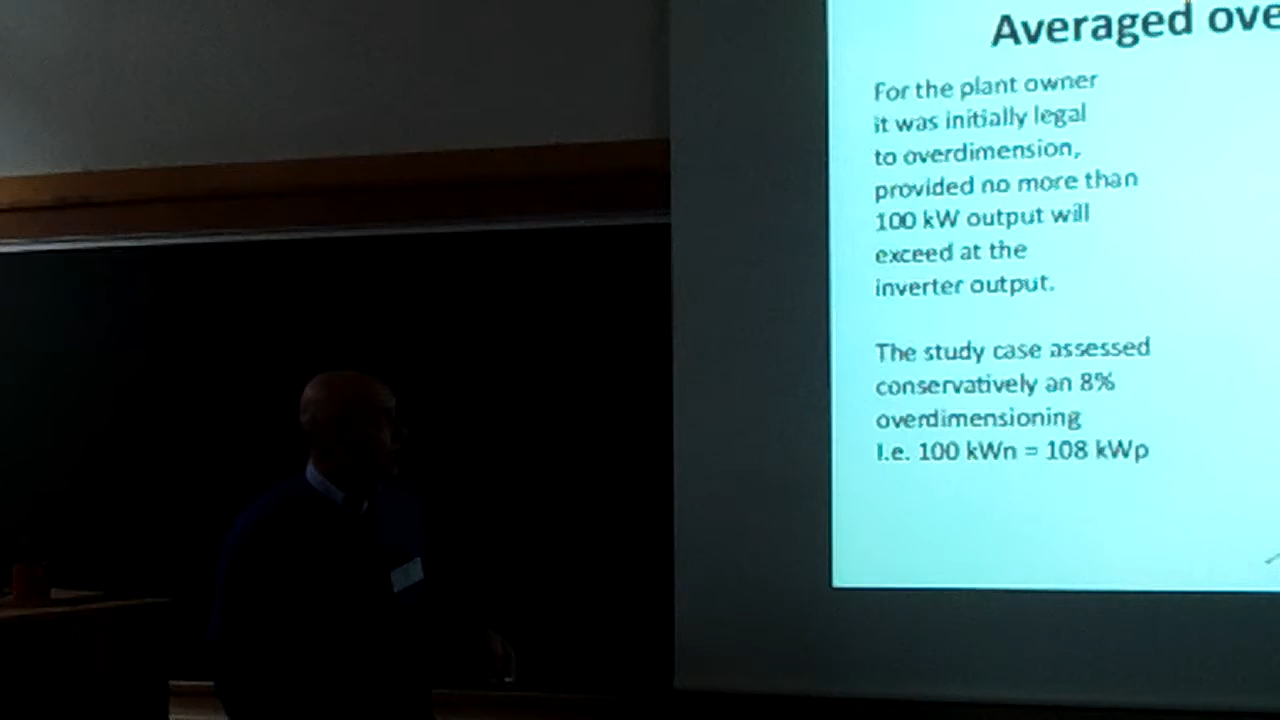 Averaged ove
For the plant owner
it was initially legal
to overdimension,
provided no more than
100 kW output will
exceed at the
inverter output.
The study case assessed
conservatively an 8%
overdimensioning
I.e. 100 kWn = 108 kWp